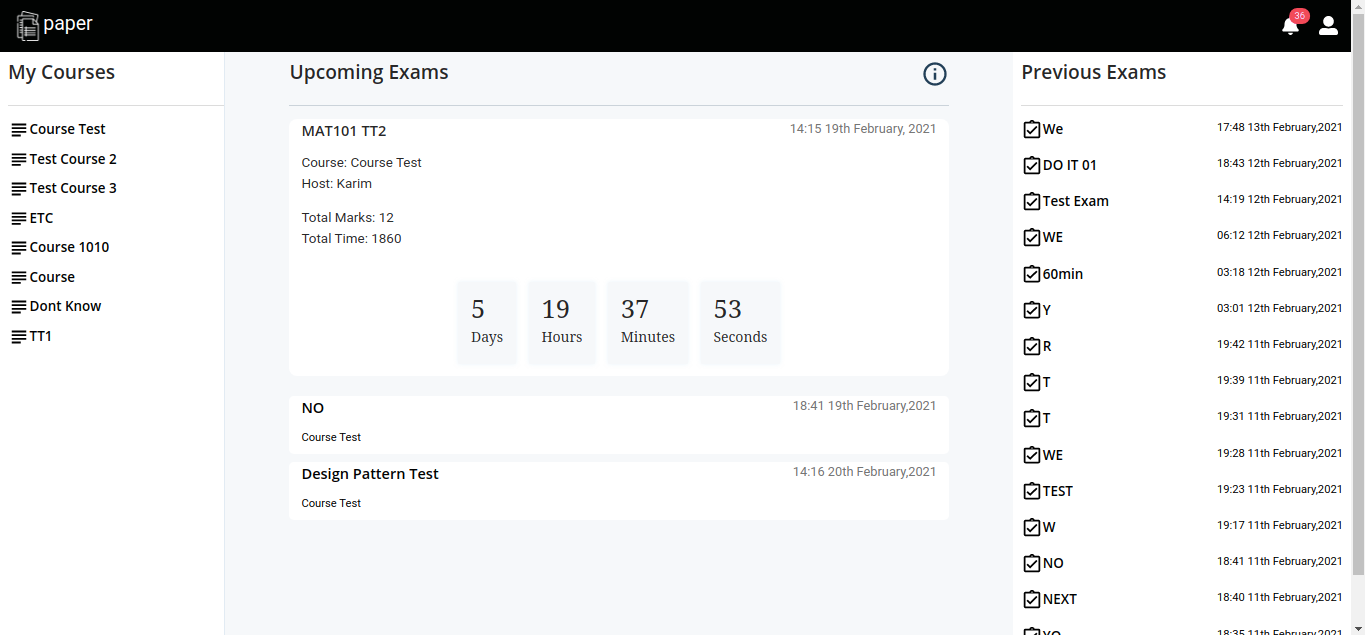 paper
36
My Courses
Course Test
Test Course 2
Test Course 3
ETC
Course 1010
Course
Dont Know
TT1
Upcoming Exams
MAT101 TT2 14:15 19th February, 2021
Course: Course Test
Host: Karim
Total Marks: 12
Total Time: 1860
5 19 37 53
Days Hours Minutes Seconds
NO 18:41 19th February,2021
Course Test
Design Pattern Test 14:16 20th February,2021
Course Test
Previous Exams
We 17:48 13th February,2021
DO IT 01 18:43 12th February,2021
Test Exam 14:19 12th February,2021
WE 06:12 12th February,2021
60min 03:18 12th February,2021
Y 03:01 12th February,2021
R 19:42 11th February,2021
T 19:39 11th February,2021
T 19:31 11th February,2021
WE 19:28 11th February,2021
TEST 19:23 11th February,2021
W 19:17 11th February,2021
NO 18:41 11th February,2021
NEXT 18:40 11th February,2021
YO 18:35 11th February,2021